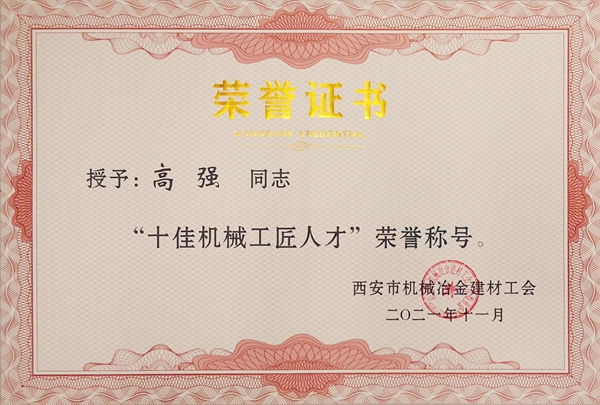 荣誉证书
HONORARY CREDENTIAL
授予：高强 同志
“十佳机械工匠人才”荣誉称号。
西安市机械冶金建材工会
二〇二一年十一月